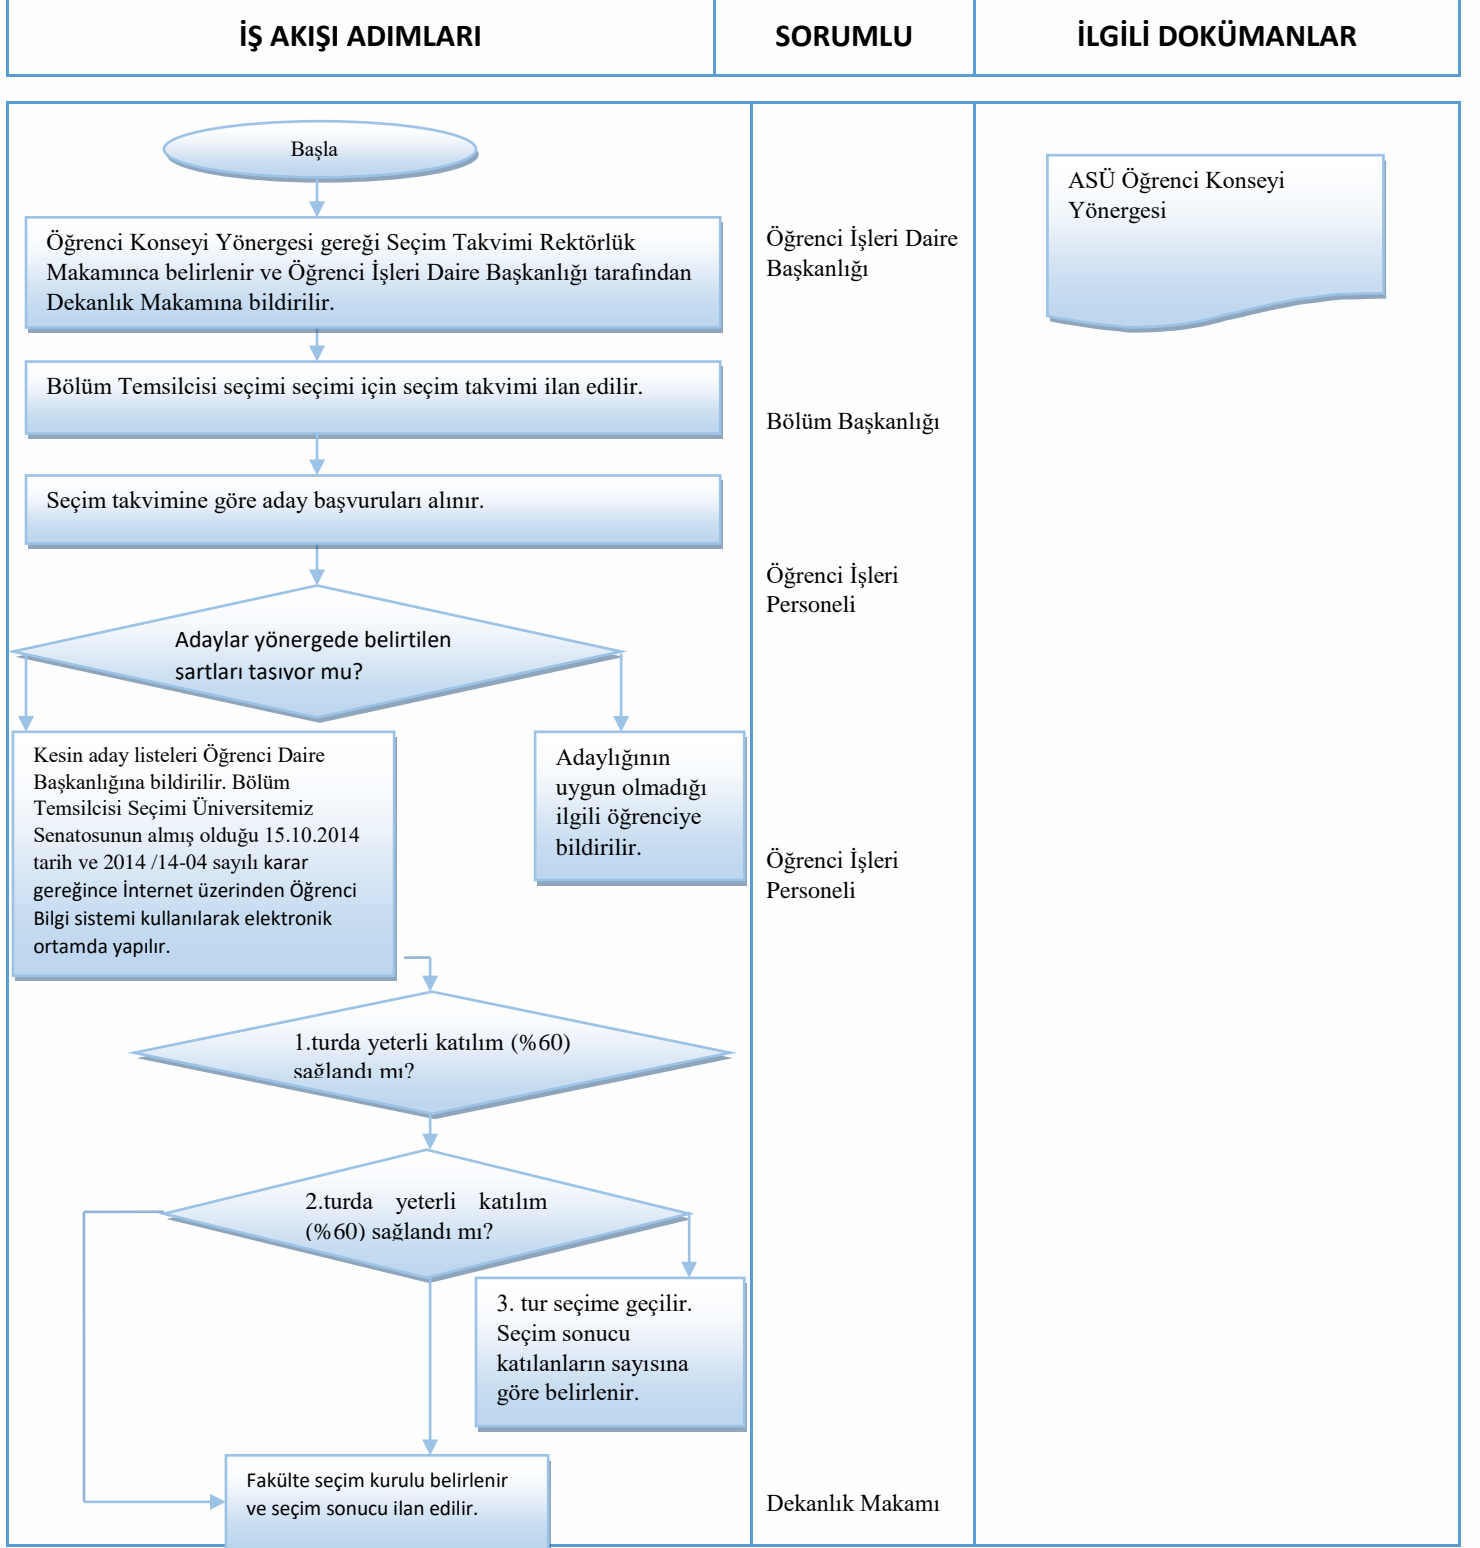 İŞ AKIŞI ADIMLARI
SORUMLU
İLGİLİ DOKÜMANLAR
Başla
Öğrenci Konseyi Yönergesi gereği Seçim Takvimi Rektörlük
Makamınca belirlenir ve Öğrenci İşleri Daire Başkanlığı tarafından
Dekanlık Makamına bildirilir.
Bölüm Temsilcisi seçimi seçimi için seçim takvimi ilan edilir.
Seçim takvimine göre aday başvuruları alınır.
Adaylar yönergede belirtilen
sartları tasıvor mu?
Kesin aday listeleri Öğrenci Daire
Başkanlığına bildirilir. Bölüm
Temsilcisi Seçimi Üniversitemiz
Senatosunun almış olduğu 15.10.2014
tarih ve 2014 /14-04 sayılı karar
gereğince İnternet üzerinden Öğrenci
Bilgi sistemi kullanılarak elektronik
ortamda yapılır.
Adaylığının
uygun olmadığı
ilgili öğrenciye
bildirilir.
1.turda yeterli katılım (%60)
sağlandı mı?
2.turda yeterli katılım
(%60) sağlandı mı?
3. tur seçime geçilir.
Seçim sonucu
katılanların sayısına
göre belirlenir.
Fakülte seçim kurulu belirlenir
ve seçim sonucu ilan edilir.
Öğrenci İşleri Daire
Başkanlığı
Bölüm Başkanlığı
Öğrenci İşleri
Personeli
Öğrenci İşleri
Personeli
Dekanlık Makamı
ASÜ Öğrenci Konseyi
Yönergesi